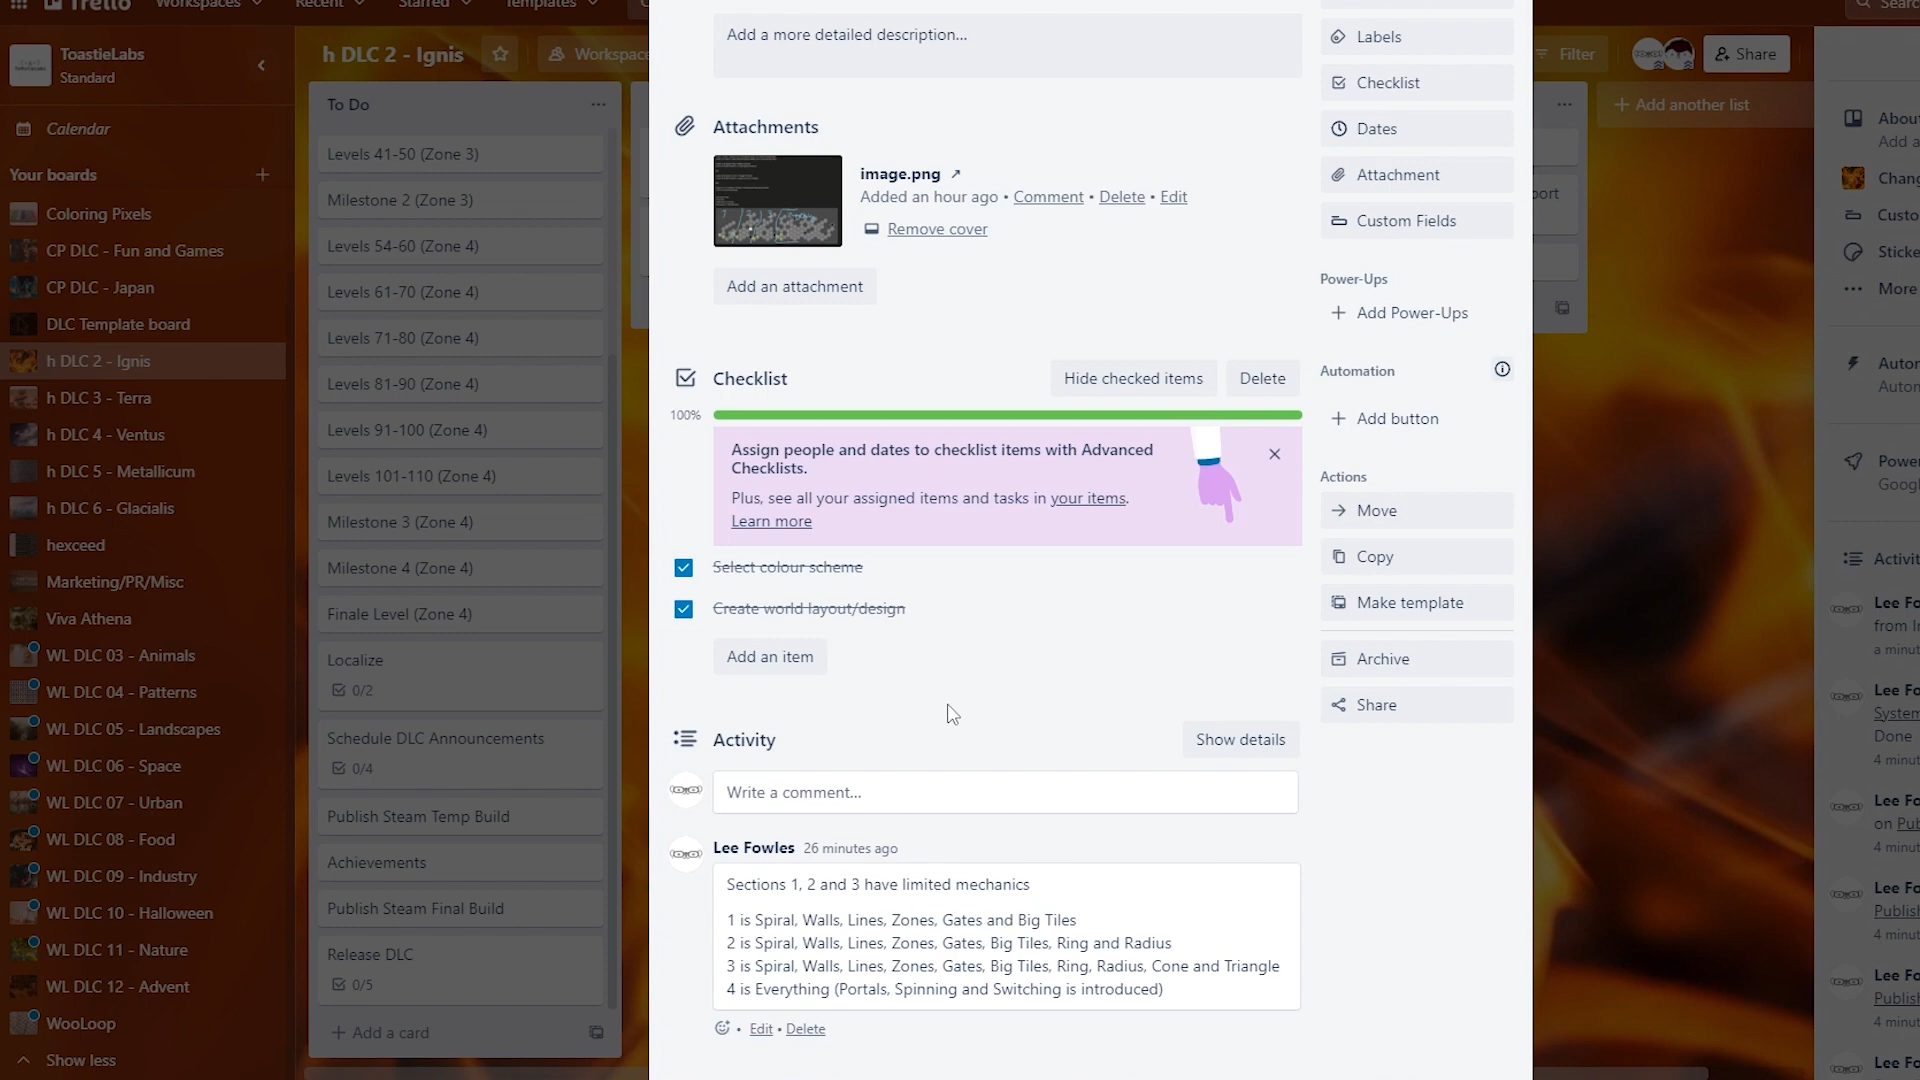 Trello
Workspaces
Recent
Starred
Templates
ToastieLabs
Standard
Calendar
Your boards
Coloring Pixels
CP DLC - Fun and Games
CP DLC - Japan
DLC Template board
h DLC 2 - Ignis
h DLC 3 - Terra
h DLC 4 - Ventus
h DLC 5 - Metallicum
h DLC 6 - Glacialis
hexceed
Marketing/PR/Misc
Viva Athena
WL DLC 03 - Animals
WL DLC 04 - Patterns
WL DLC 05 - Landscapes
WL DLC 06 - Space
WL DLC 07 - Urban
WL DLC 08 - Food
WL DLC 09 - Industry
WL DLC 10 - Halloween
WL DLC 11 - Nature
WL DLC 12 - Advent
WooLoop
Show less
h DLC 2 - Ignis
Workspace
To Do
Levels 41-50 (Zone 3)
Milestone 2 (Zone 3)
Levels 54-60 (Zone 4)
Levels 61-70 (Zone 4)
Levels 71-80 (Zone 4)
Levels 81-90 (Zone 4)
Levels 91-100 (Zone 4)
Levels 101-110 (Zone 4)
Milestone 3 (Zone 4)
Milestone 4 (Zone 4)
Finale Level (Zone 4)
Localize
0/2
Schedule DLC Announcements
0/4
Publish Steam Temp Build
Achievements
Publish Steam Final Build
Release DLC
0/5
Add a card
Add a more detailed description...
Attachments
image.png ↗
Added an hour ago • Comment • Delete • Edit
Remove cover
Add an attachment
Checklist
Hide checked items
Delete
100%
Assign people and dates to checklist items with Advanced
Checklists.
Plus, see all your assigned items and tasks in your items.
Learn more
Select colour scheme
Create world layout/design
Add an item
Activity
Show details
Write a comment...
Lee Fowles 26 minutes ago
Sections 1, 2 and 3 have limited mechanics
1 is Spiral, Walls, Lines, Zones, Gates and Big Tiles
2 is Spiral, Walls, Lines, Zones, Gates, Big Tiles, Ring and Radius
3 is Spiral, Walls, Lines, Zones, Gates, Big Tiles, Ring, Radius, Cone and Triangle
4 is Everything (Portals, Spinning and Switching is introduced)
• Edit • Delete
Labels
Checklist
Dates
Attachment
Custom Fields
Power-Ups
Add Power-Ups
Automation
Add button
Actions
Move
Copy
Make template
Archive
Share
Filter
Share
Add another list
port
Searc
About
Add a
Chang
Custo
Sticke
More
Auton
Auton
Power
Googl
Activit
Lee Fo
from In
a minut
Lee Fo
System
Done
4 minut
Lee Fo
on Pub
4 minut
Lee Fo
Publish
4 minut
Lee Fo
Publish
4 minut
Lee Fo